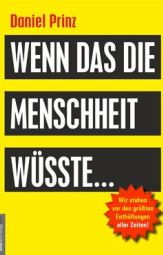 Daniel Prinz
WENN DAS DIE
MENSCHHEIT
WÜSSTE...
Wir stehen
vor den größten
Enthüllungen
aller Zeiten!